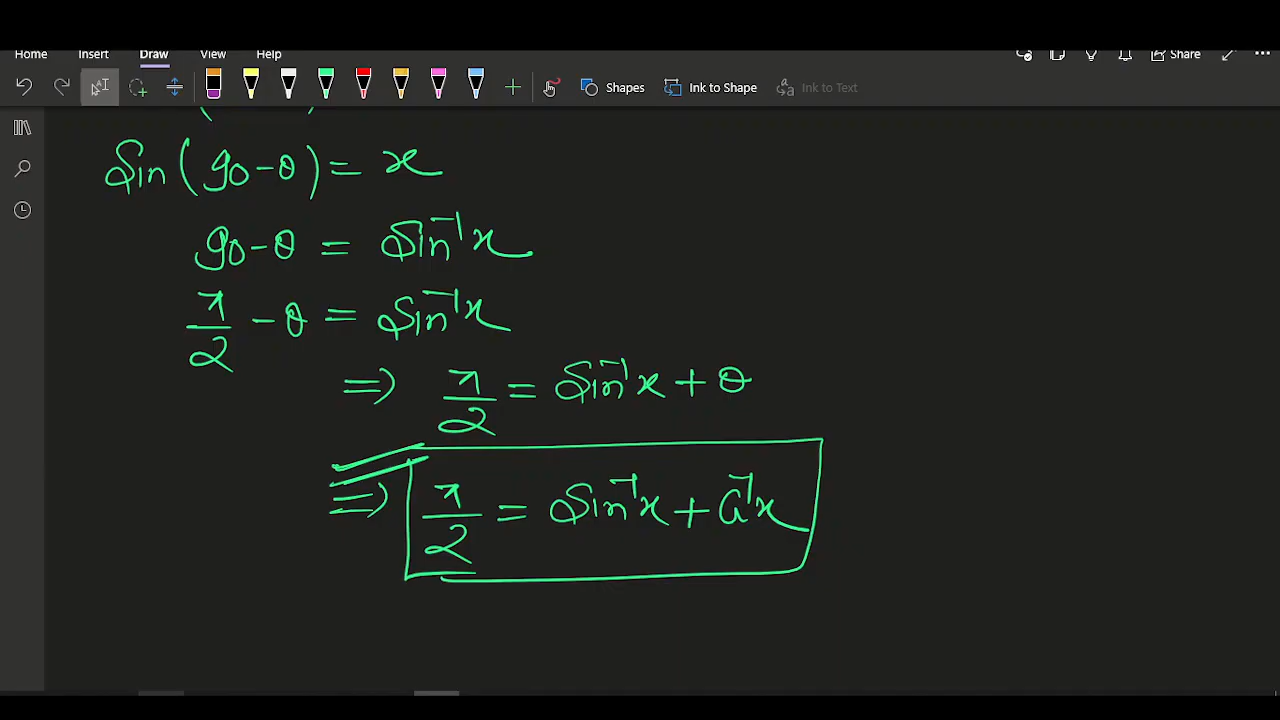 Home Insert Draw View Help Share
Shapes Ink to Shape Ink to Text
Sin(90-θ) = x
90-θ = Sin⁻¹x
π/2 - θ = Sin⁻¹x
=> π/2 = Sin⁻¹x + θ
=> π/2 = Sin⁻¹x + C⁻¹x